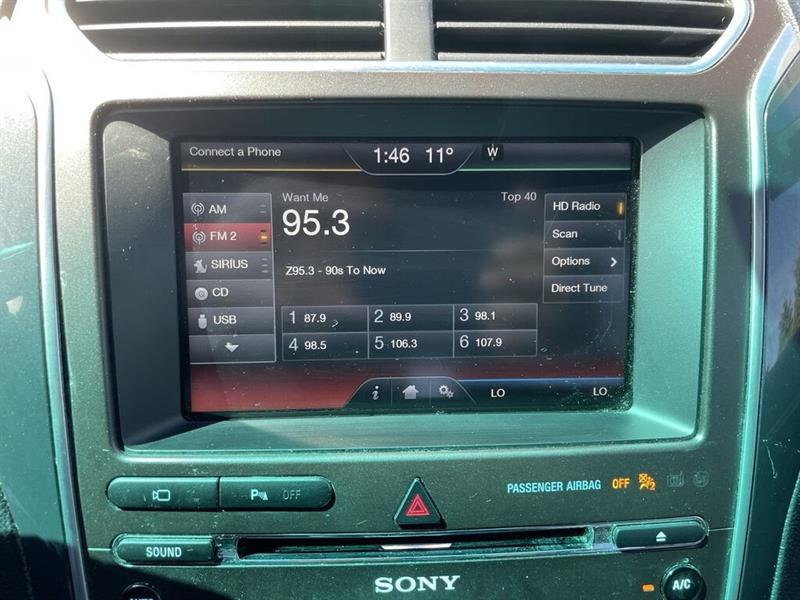 Connect a Phone
1:46 11° W
AM
FM 2
SIRIUS
CD
USB
Want Me
Top 40
95.3
Z95.3 - 90s To Now
1 87.9
2 89.9
3 98.1
4 98.5
5 106.3
6 107.9
HD Radio
Scan
Options
Direct Tune
LO
LO
P OFF
PASSENGER AIRBAG OFF
2
SOUND
SONY
A/C
AUTO